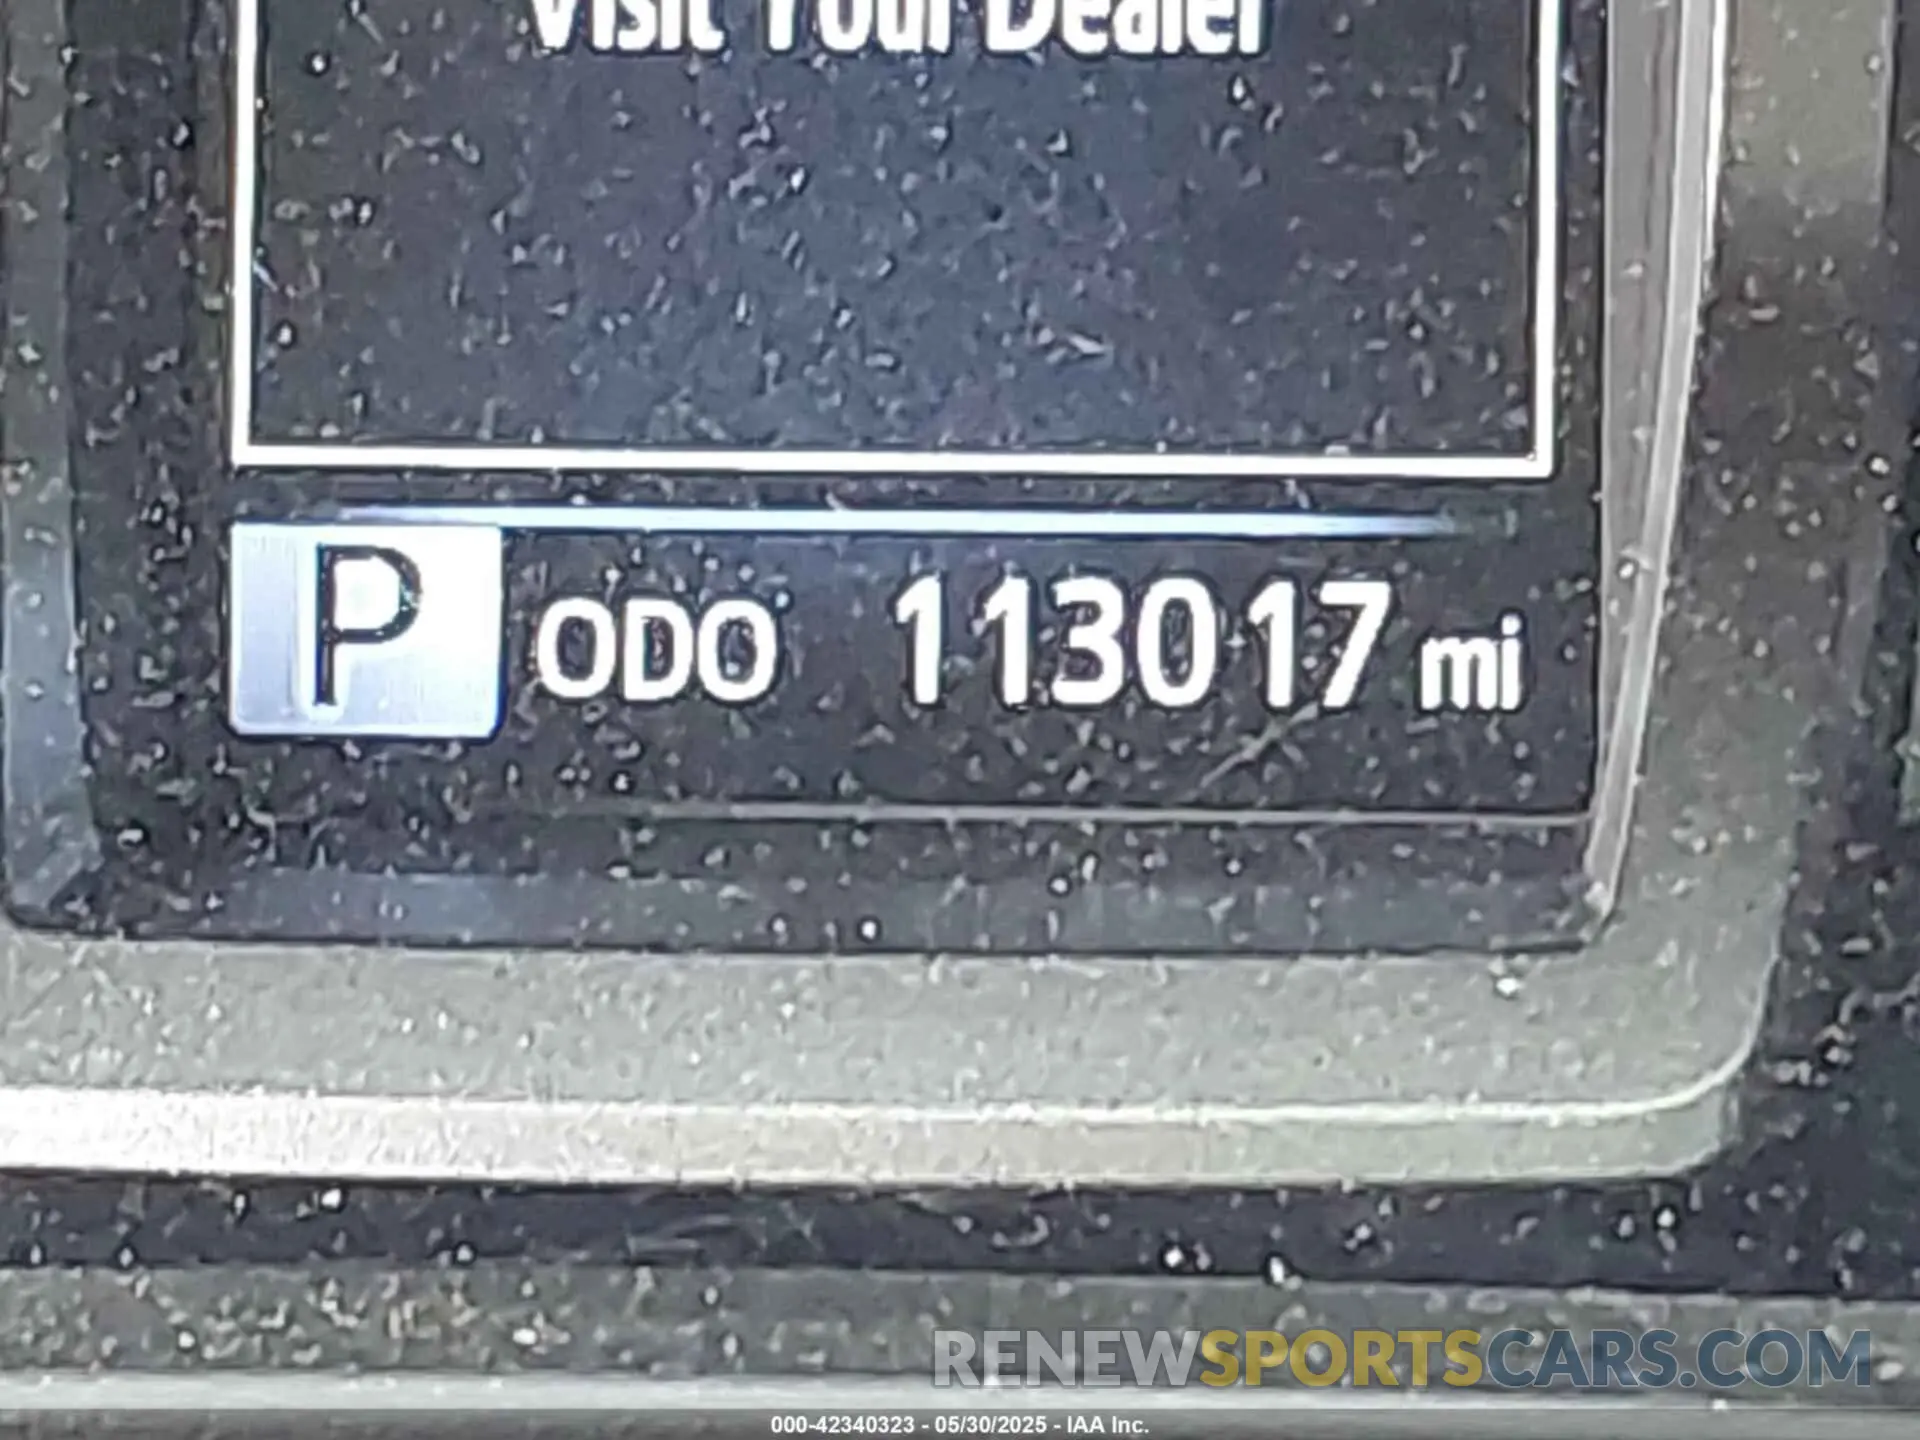 Visit Your Dealer
P ODO 113017 mi
RENEWSPORTSCARS.COM
000-42340323 - 05/30/2025 - IAA Inc.